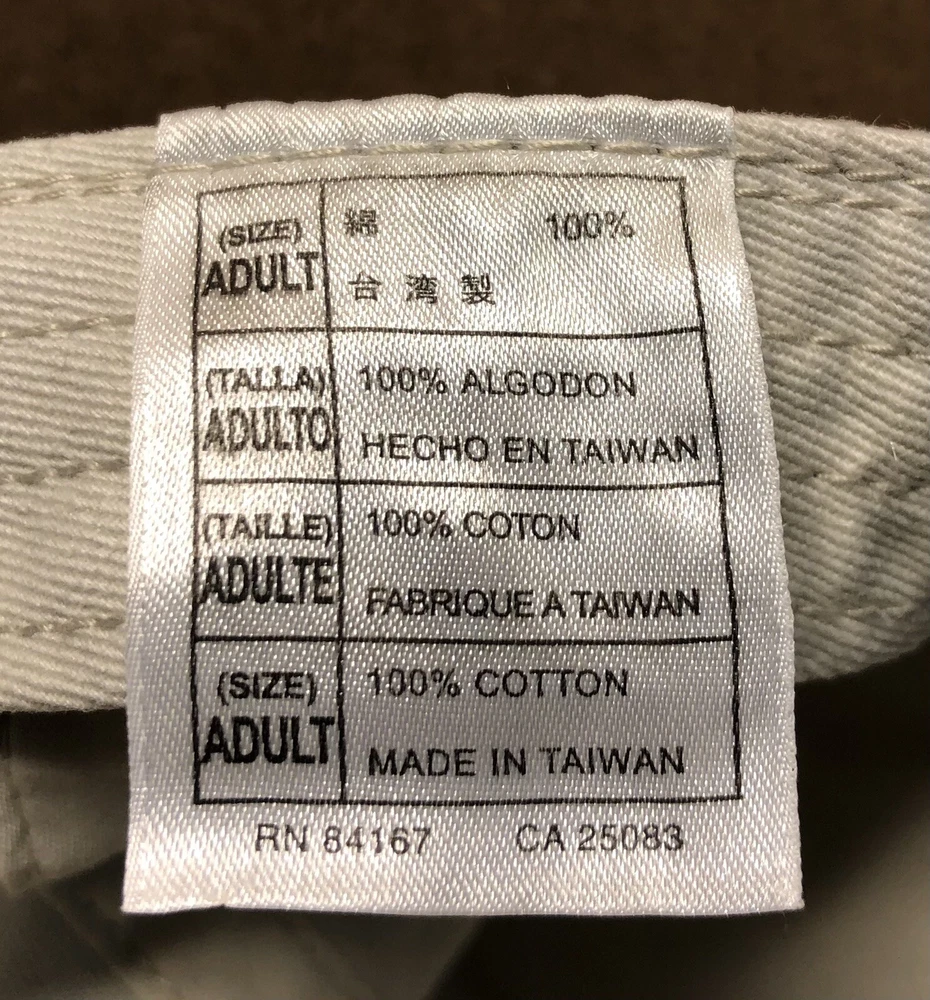 (SIZE)
ADULT
綿 100%
台湾製
(TALLA)
ADULTO
100% ALGODON
HECHO EN TAIWAN
(TAILLE)
ADULTE
100% COTON
FABRIQUE A TAIWAN
(SIZE)
ADULT
100% COTTON
MADE IN TAIWAN
RN 84167 CA 25083